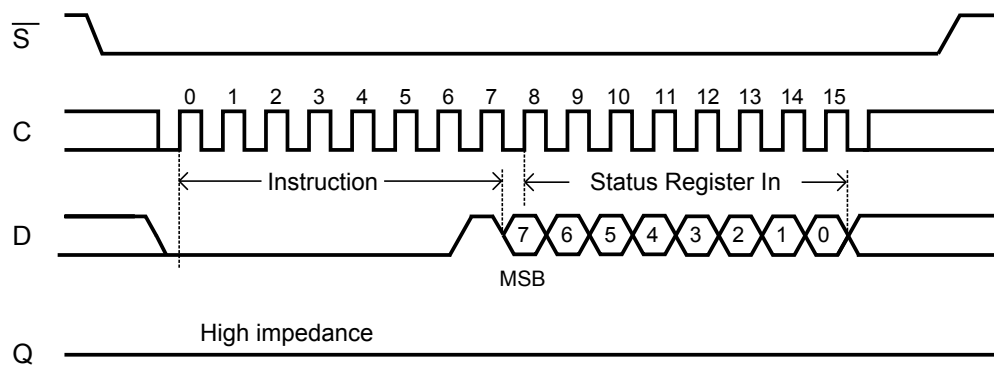 S
0 1 2 3 4 5 6 7 8 9 10 11 12 13 14 15
C
Instruction Status Register In
D
7 6 5 4 3 2 1 0
MSB
High impedance
Q